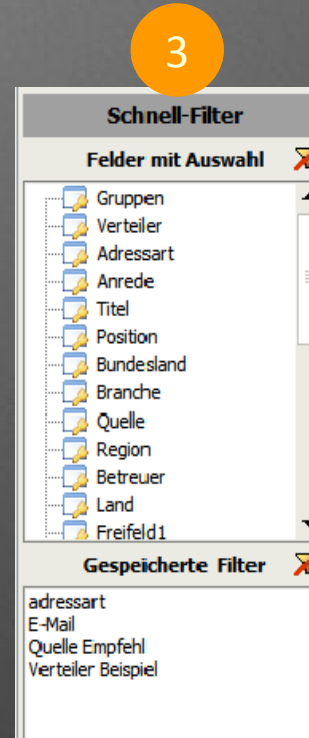 3
Schnell-Filter
Felder mit Auswahl
Gruppen
Verteiler
Adressart
Anrede
Titel
Position
Bundesland
Branche
Quelle
Region
Betreuer
Land
Freifeld1
Gespeicherte Filter
adressart
E-Mail
Quelle Empfehl
Verteiler Beispiel